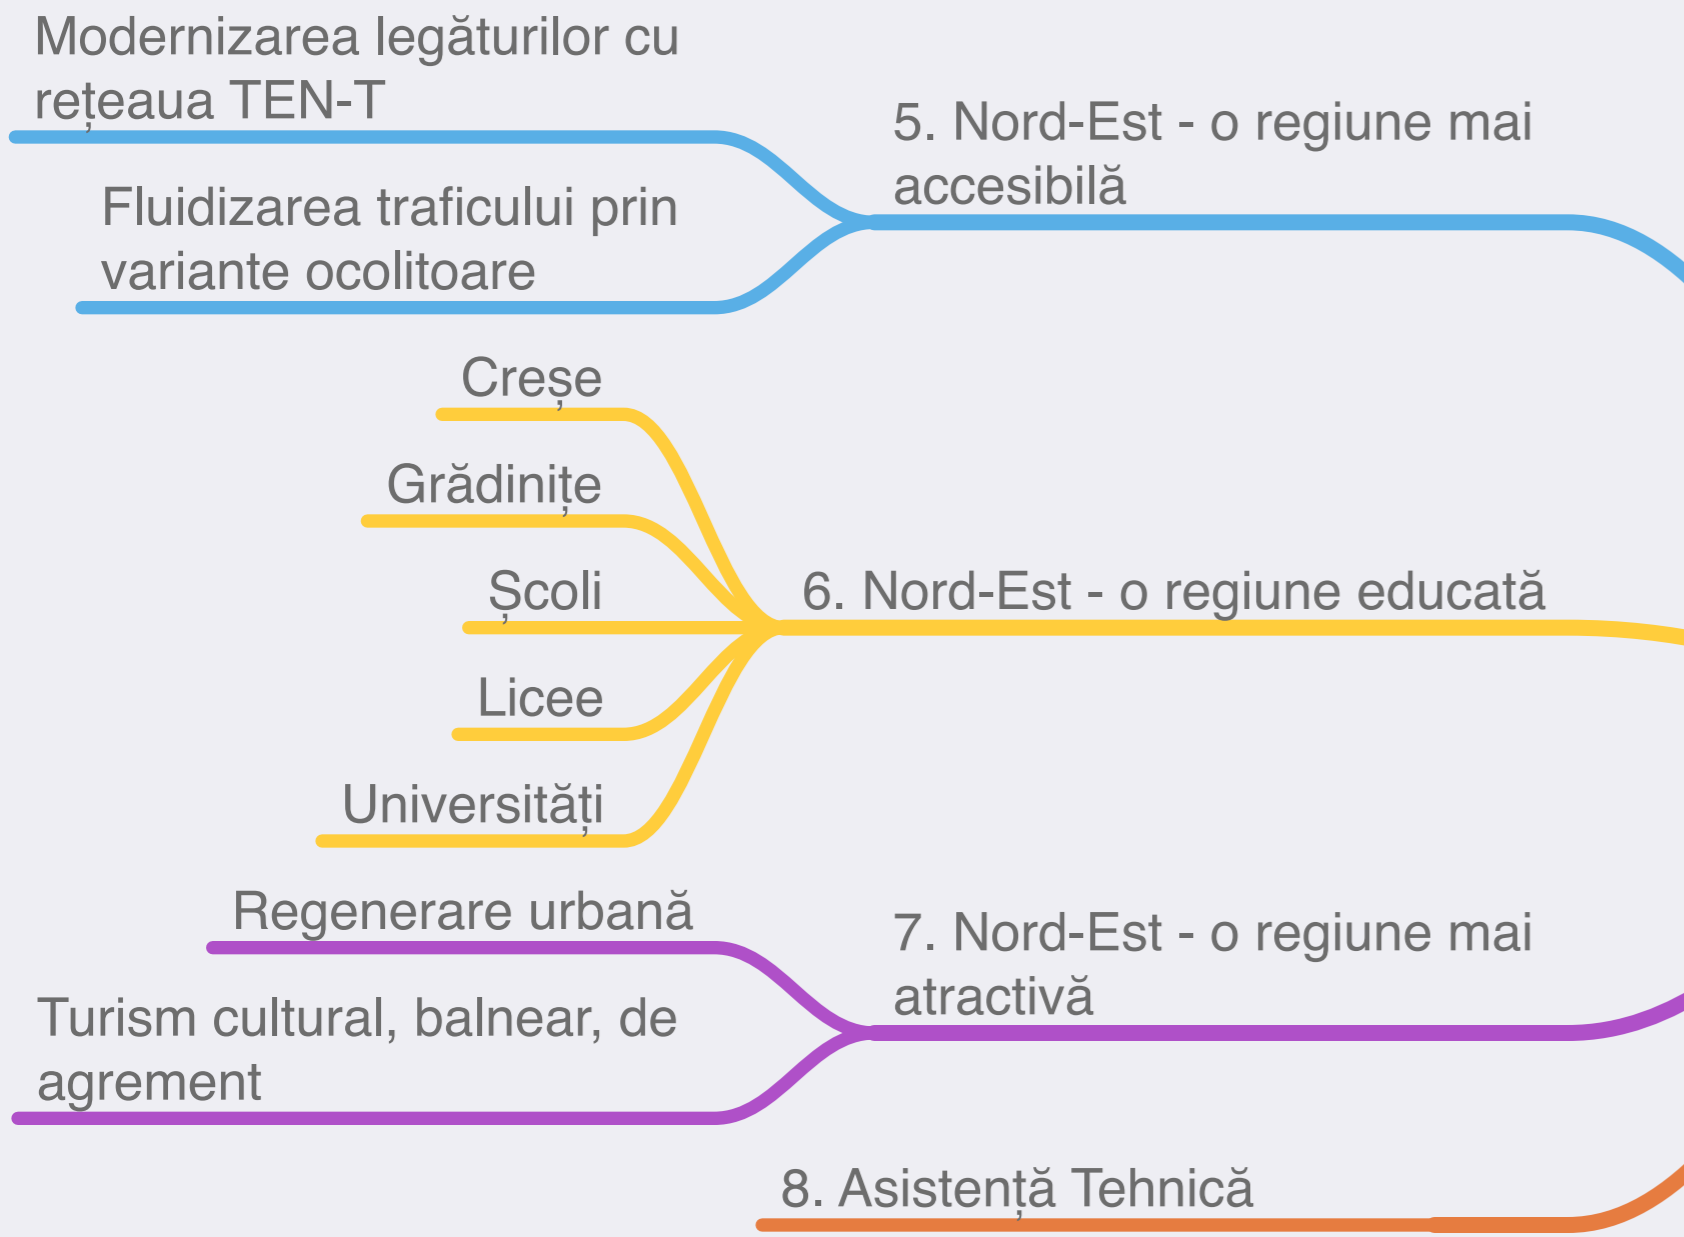 Modernizarea legăturilor cu
rețeaua TEN-T
5. Nord-Est - o regiune mai
accesibilă
Fluidizarea traficului prin
variante ocolitoare
Creșe
Grădinițe
Școli
6. Nord-Est - o regiune educată
Licee
Universități
Regenerare urbană
7. Nord-Est - o regiune mai
atractivă
Turism cultural, balnear, de
agrement
8. Asistență Tehnică